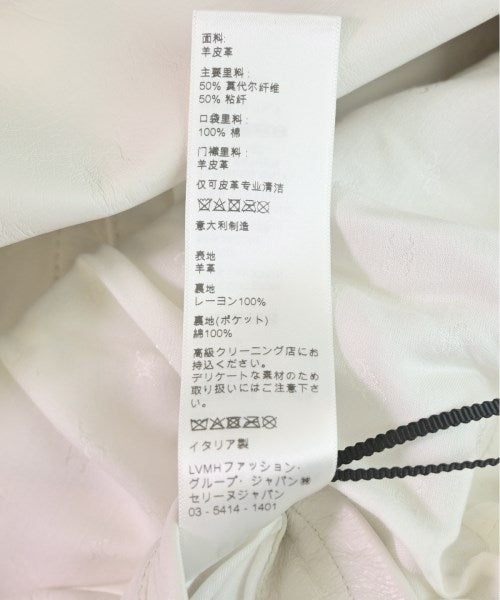 面料:
羊皮革
主要里料:
50% 莫代尔纤维
50% 粘纤
口袋里料:
100% 棉
门襟里料:
羊皮革
仅可皮革专业清洁
意大利制造
表地
羊革
裏地
レーヨン100%
裏地(ポケット)
綿100%
高級クリーニング店にお
持込ください。
デリケートな素材のため
取り扱いにはご注意下さ
い。
イタリア製
LVMHファッション・
グループ・ジャパン㈱
セリーヌジャパン
03 - 5414 - 1401